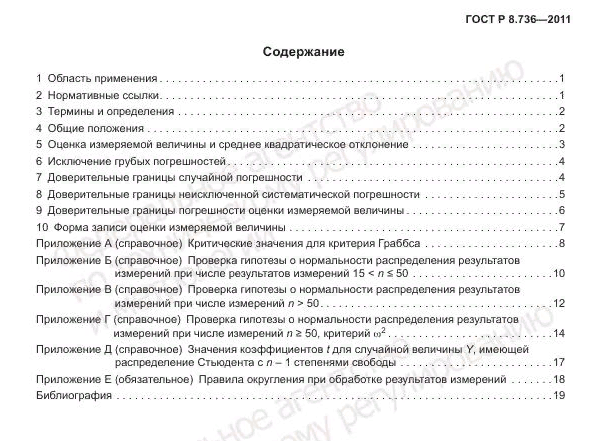 ГОСТ Р 8.736—2011
Содержание
1 Область применения . . . . . . . . . . . . . . . . . . . . . . . . . . . . . . . . . . . . . . . . 1
2 Нормативные ссылки. . . . . . . . . . . . . . . . . . . . . . . . . . . . . . . . . . . . . . . . 1
3 Термины и определения . . . . . . . . . . . . . . . . . . . . . . . . . . . . . . . . . . . . . . 2
4 Общие положения . . . . . . . . . . . . . . . . . . . . . . . . . . . . . . . . . . . . . . . . . . 2
5 Оценка измеряемой величины и среднее квадратическое отклонение . . . . . . . . . . . . . . . 3
6 Исключение грубых погрешностей. . . . . . . . . . . . . . . . . . . . . . . . . . . . . . . . . 4
7 Доверительные границы случайной погрешности . . . . . . . . . . . . . . . . . . . . . . . . . 4
8 Доверительные границы неисключенной систематической погрешности . . . . . . . . . . . . . . 5
9 Доверительные границы погрешности оценки измеряемой величины . . . . . . . . . . . . . . . . 6
10 Форма записи оценки измеряемой величины . . . . . . . . . . . . . . . . . . . . . . . . . . . 7
Приложение А (справочное) Критические значения для критерия Граббса . . . . . . . . . . . . . 8
Приложение Б (справочное) Проверка гипотезы о нормальности распределения результатов
измерений при числе результатов измерений 15 < n ≤ 50 . . . . . . . . . . . . . . 10
Приложение В (справочное) Проверка гипотезы о нормальности распределения результатов
измерений при числе измерений n > 50. . . . . . . . . . . . . . . . . . . . . . . 12
Приложение Г (справочное) Проверка гипотезы о нормальности распределения результатов
измерений при числе измерений n ≥ 50, критерий ω² . . . . . . . . . . . . . . . . 14
Приложение Д (справочное) Значения коэффициентов t для случайной величины Y, имеющей
распределение Стьюдента с n – 1 степенями свободы . . . . . . . . . . . . . . . 17
Приложение Е (обязательное) Правила округления при обработке результатов измерений . . . . . . 18
Библиография . . . . . . . . . . . . . . . . . . . . . . . . . . . . . . . . . . . . . . . . . . 19